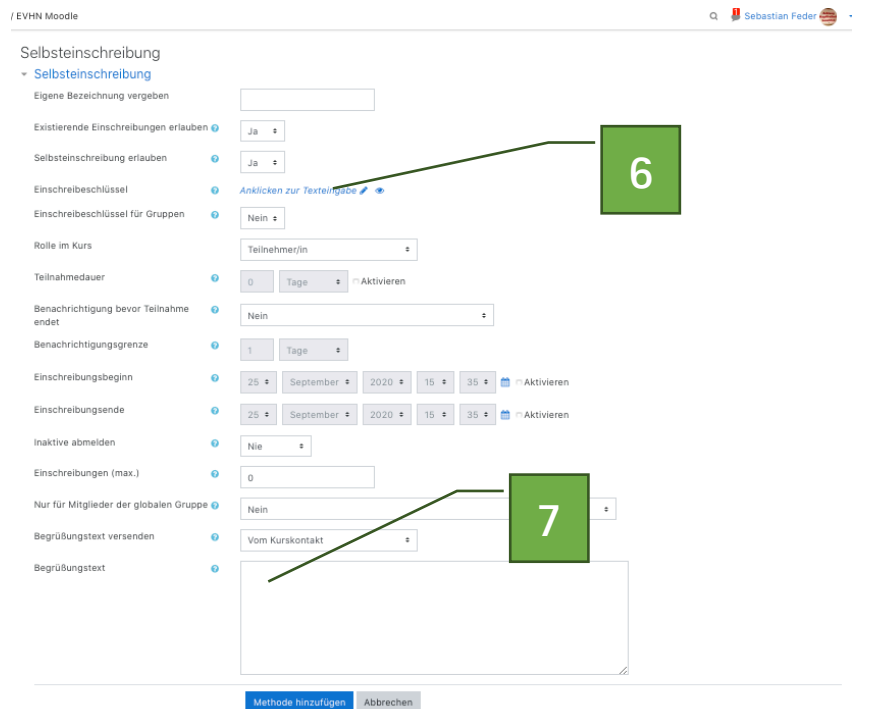 / EVHN Moodle
1
Sebastian Feder
Selbsteinschreibung
Selbsteinschreibung
Eigene Bezeichnung vergeben
Existierende Einschreibungen erlauben Ja
Selbsteinschreibung erlauben Ja
6
Einschreibeschlüssel Anklicken zur Texteingabe
Einschreibeschlüssel für Gruppen Nein
Rolle im Kurs Teilnehmer/in
Teilnahmedauer 0 Tage Aktivieren
Benachrichtigung bevor Teilnahme
endet
Nein
Benachrichtigungsgrenze 1 Tage
Einschreibungsbeginn 25 September 2020 15 35 Aktivieren
Einschreibungsende 25 September 2020 15 35 Aktivieren
Inaktive abmelden Nie
Einschreibungen (max.) 0
Nur für Mitglieder der globalen Gruppe Nein
7
Begrüßungstext versenden Vom Kurskontakt
Begrüßungstext
Methode hinzufügen Abbrechen